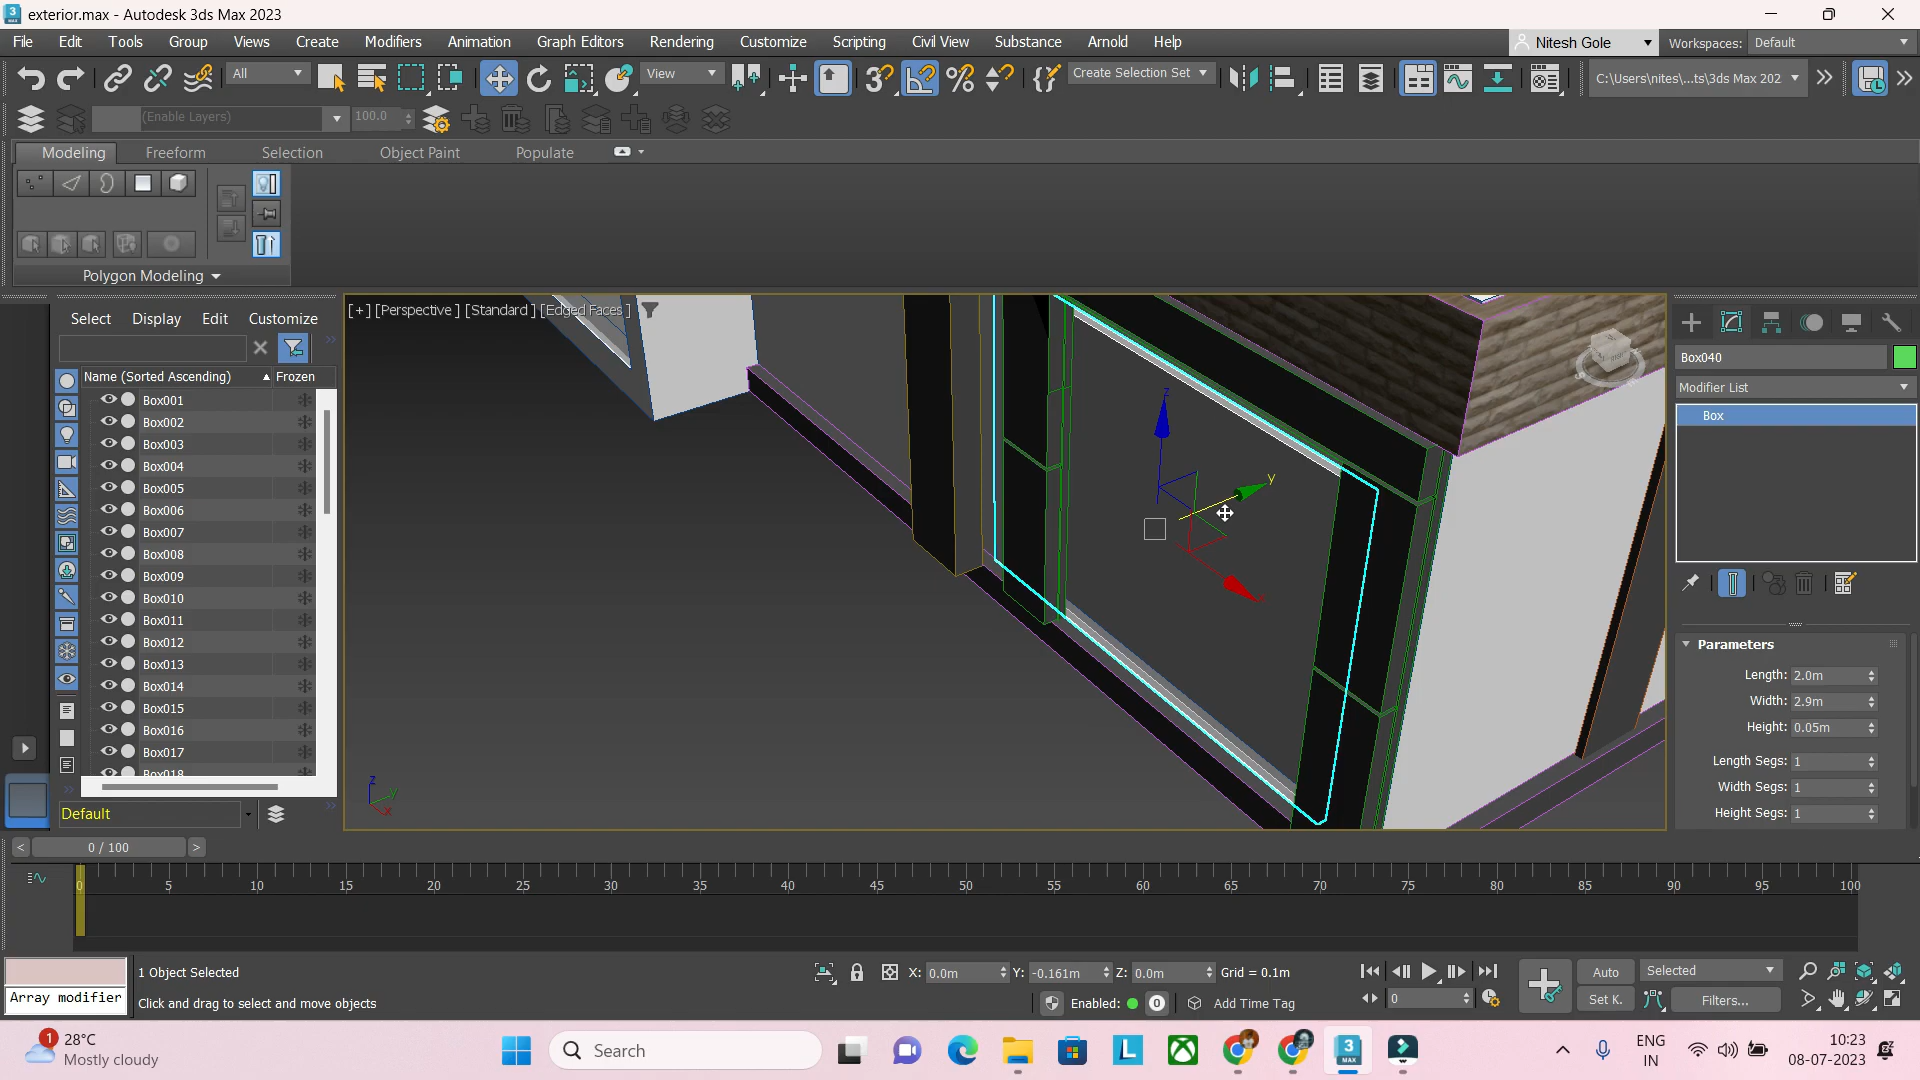 exterior.max - Autodesk 3ds Max 2023
File Edit Tools Group Views Create Modifiers Animation Graph Editors Rendering Customize Scripting Civil View Substance Arnold Help
Nitesh Gole Workspaces: Default
All View Create Selection Set C:\Users\nites\...ts\3ds Max 202
(Enable Layers) 100.0
Modeling Freeform Selection Object Paint Populate
Polygon Modeling
Select Display Edit Customize
[+] [Perspective] [Standard] [Edged Faces]
Name (Sorted Ascending) Frozen
Box001
Box002
Box003
Box004
Box005
Box006
Box007
Box008
Box009
Box010
Box011
Box012
Box013
Box014
Box015
Box016
Box017
Box018
Default
z
y
x
z
y
x
Box040
Modifier List
Box
Parameters
Length: 2.0m
Width: 2.9m
Height: 0.05m
Length Segs: 1
Width Segs: 1
Height Segs: 1
< 0 / 100 >
0 5 10 15 20 25 30 35 40 45 50 55 60 65 70 75 80 85 90 95 100
1 Object Selected
X: 0.0m Y: -0.161m Z: 0.0m Grid = 0.1m
Auto Selected
Array modifier
Click and drag to select and move objects
Enabled: 0 Add Time Tag
0 Set K. Filters...
1 28°C
Mostly cloudy
Search
ENG
IN
10:23
08-07-2023